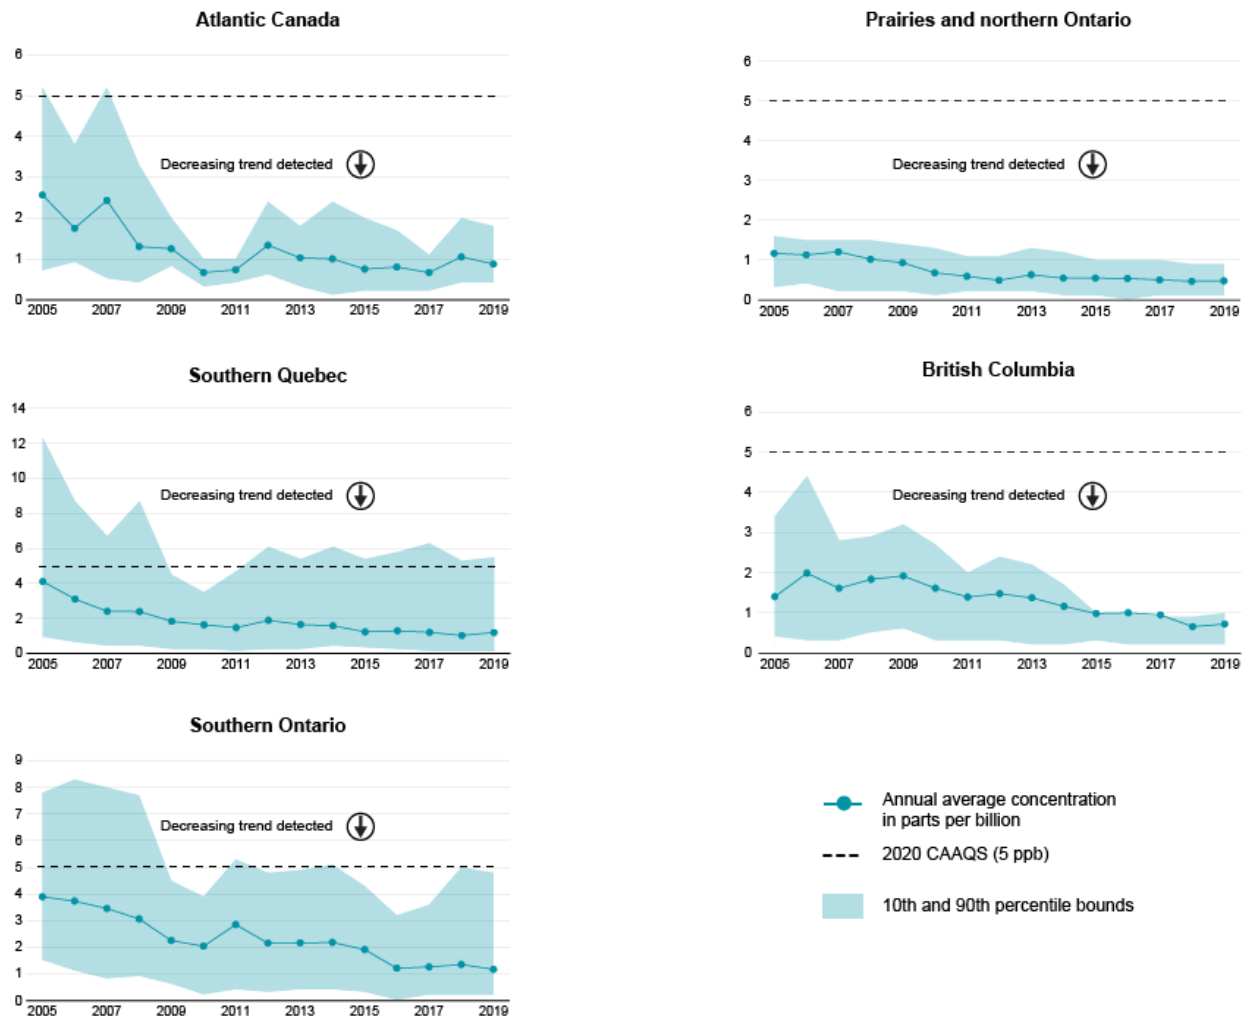 Atlantic Canada
6
5
4
3
2
1
0
Decreasing trend detected
2005 2007 2009 2011 2013 2015 2017 2019
Prairies and northern Ontario
6
5
4
3
2
1
0
Decreasing trend detected
2005 2007 2009 2011 2013 2015 2017 2019
Southern Quebec
14
12
10
8
6
4
2
0
Decreasing trend detected
2005 2007 2009 2011 2013 2015 2017 2019
British Columbia
6
5
4
3
2
1
0
Decreasing trend detected
2005 2007 2009 2011 2013 2015 2017 2019
Southern Ontario
9
8
7
6
5
4
3
2
1
0
Decreasing trend detected
2005 2007 2009 2011 2013 2015 2017 2019
Annual average concentration
in parts per billion
2020 CAAQS (5 ppb)
10th and 90th percentile bounds